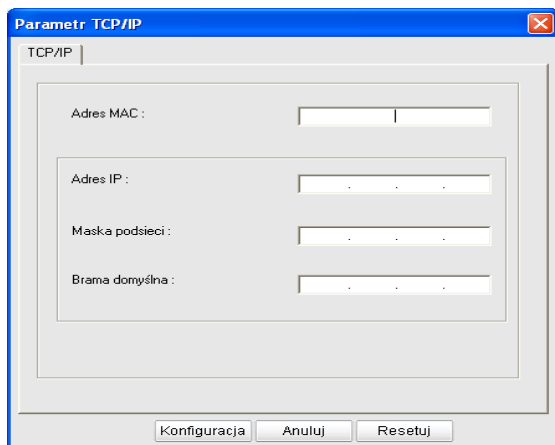 Parametr TCP/IP
TCP/IP
Adres MAC :
Adres IP :
. . .
Maska podsieci :
. . .
Brama domyślna :
. . .
Konfiguracja Anuluj Resetuj